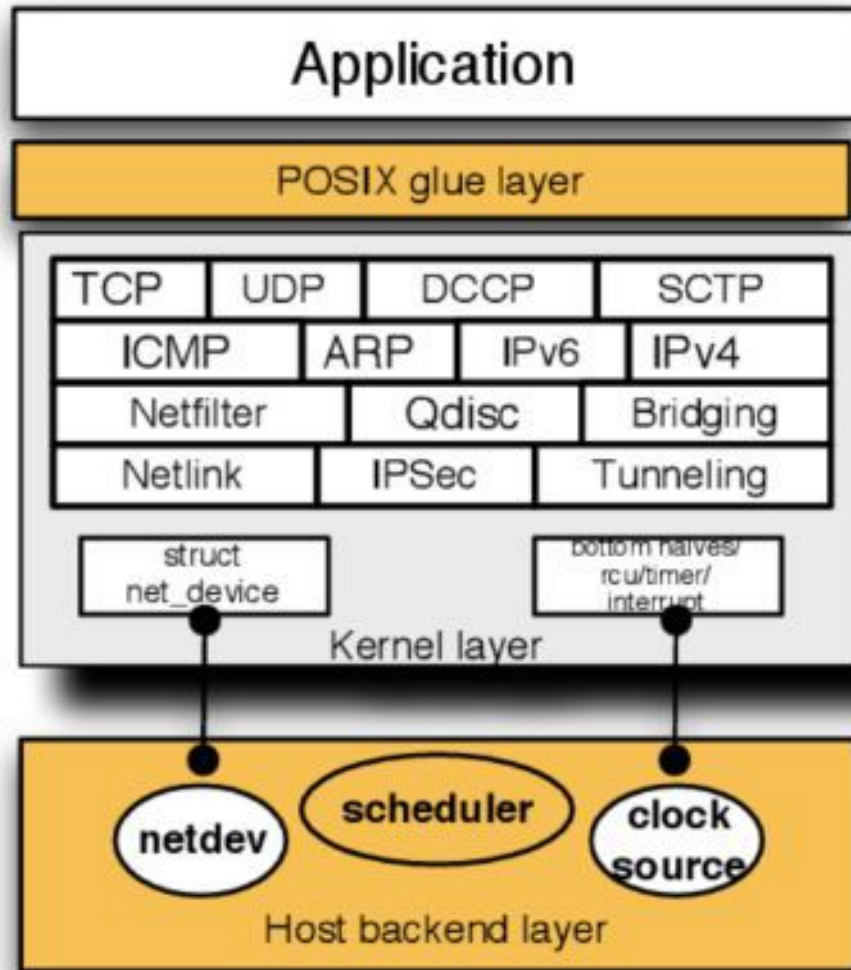 Application
POSIX glue layer
TCP UDP DCCP SCTP
ICMP ARP IPv6 IPv4
Netfilter Qdisc Bridging
Netlink IPSec Tunneling
struct
net_device
bottom halves/
rcu/timer/
interrupt
Kernel layer
netdev
scheduler
clock
source
Host backend layer